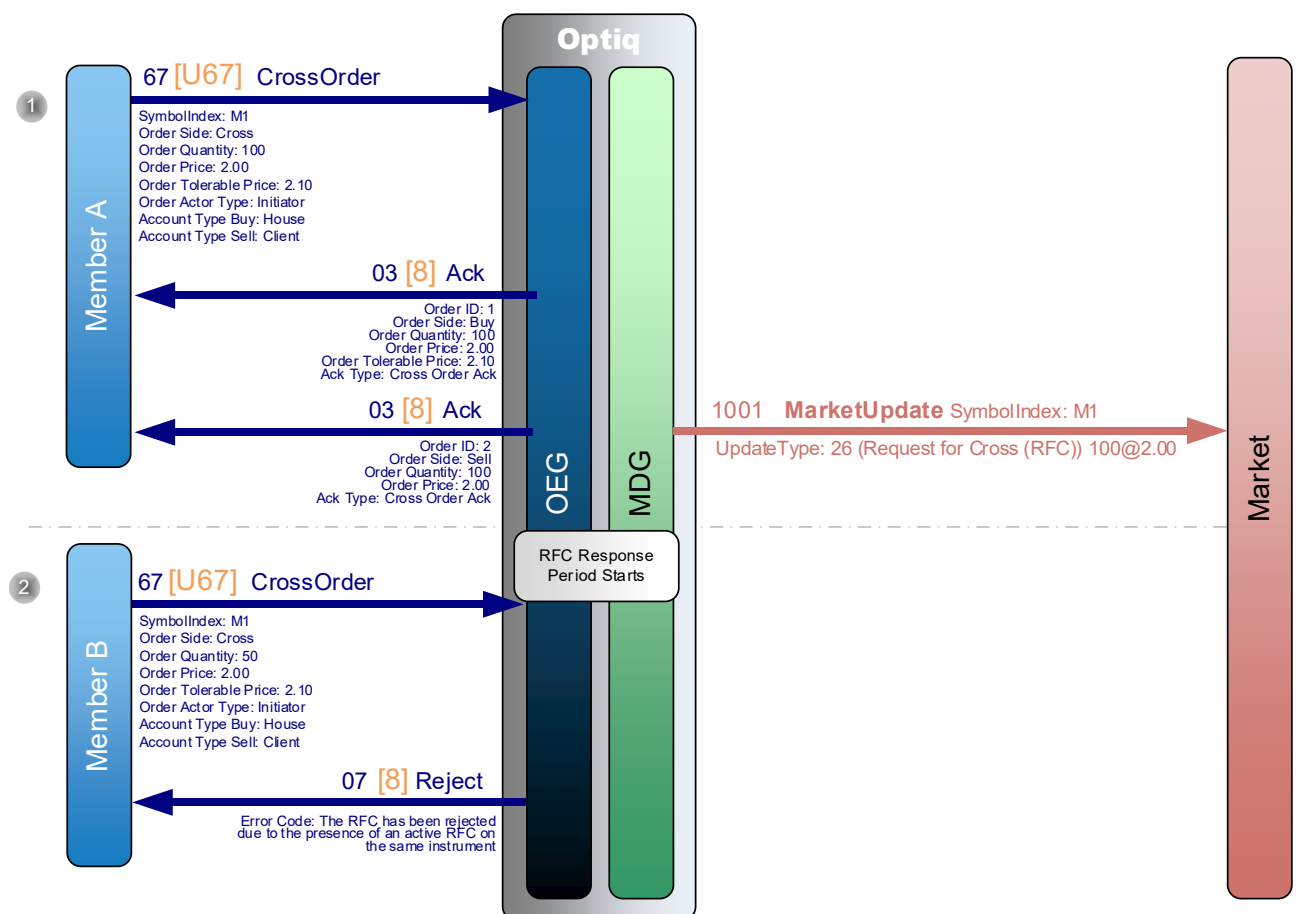 Optiq
1
67 [U67] CrossOrder
SymbolIndex: M1
Order Side: Cross
Order Quantity: 100
Order Price: 2.00
Order Tolerable Price: 2.10
Order Actor Type: Initiator
Account Type Buy: House
Account Type Sell: Client
Member A
03 [8] Ack
Order ID: 1
Order Side: Buy
Order Quantity: 100
Order Price: 2.00
Order Tolerable Price: 2.10
Ack Type: Cross Order Ack
03 [8] Ack
Order ID: 2
Order Side: Sell
Order Quantity: 100
Order Price: 2.00
Ack Type: Cross Order Ack
OEG
MDG
1001 MarketUpdate SymbolIndex: M1
UpdateType: 26 (Request for Cross (RFC)) 100@2.00
Market
RFC Response
Period Starts
2
67 [U67] CrossOrder
SymbolIndex: M1
Order Side: Cross
Order Quantity: 50
Order Price: 2.00
Order Tolerable Price: 2.10
Order Actor Type: Initiator
Account Type Buy: House
Account Type Sell: Client
Member B
07 [8] Reject
Error Code: The RFC has been rejected
due to the presence of an active RFC on
the same instrument